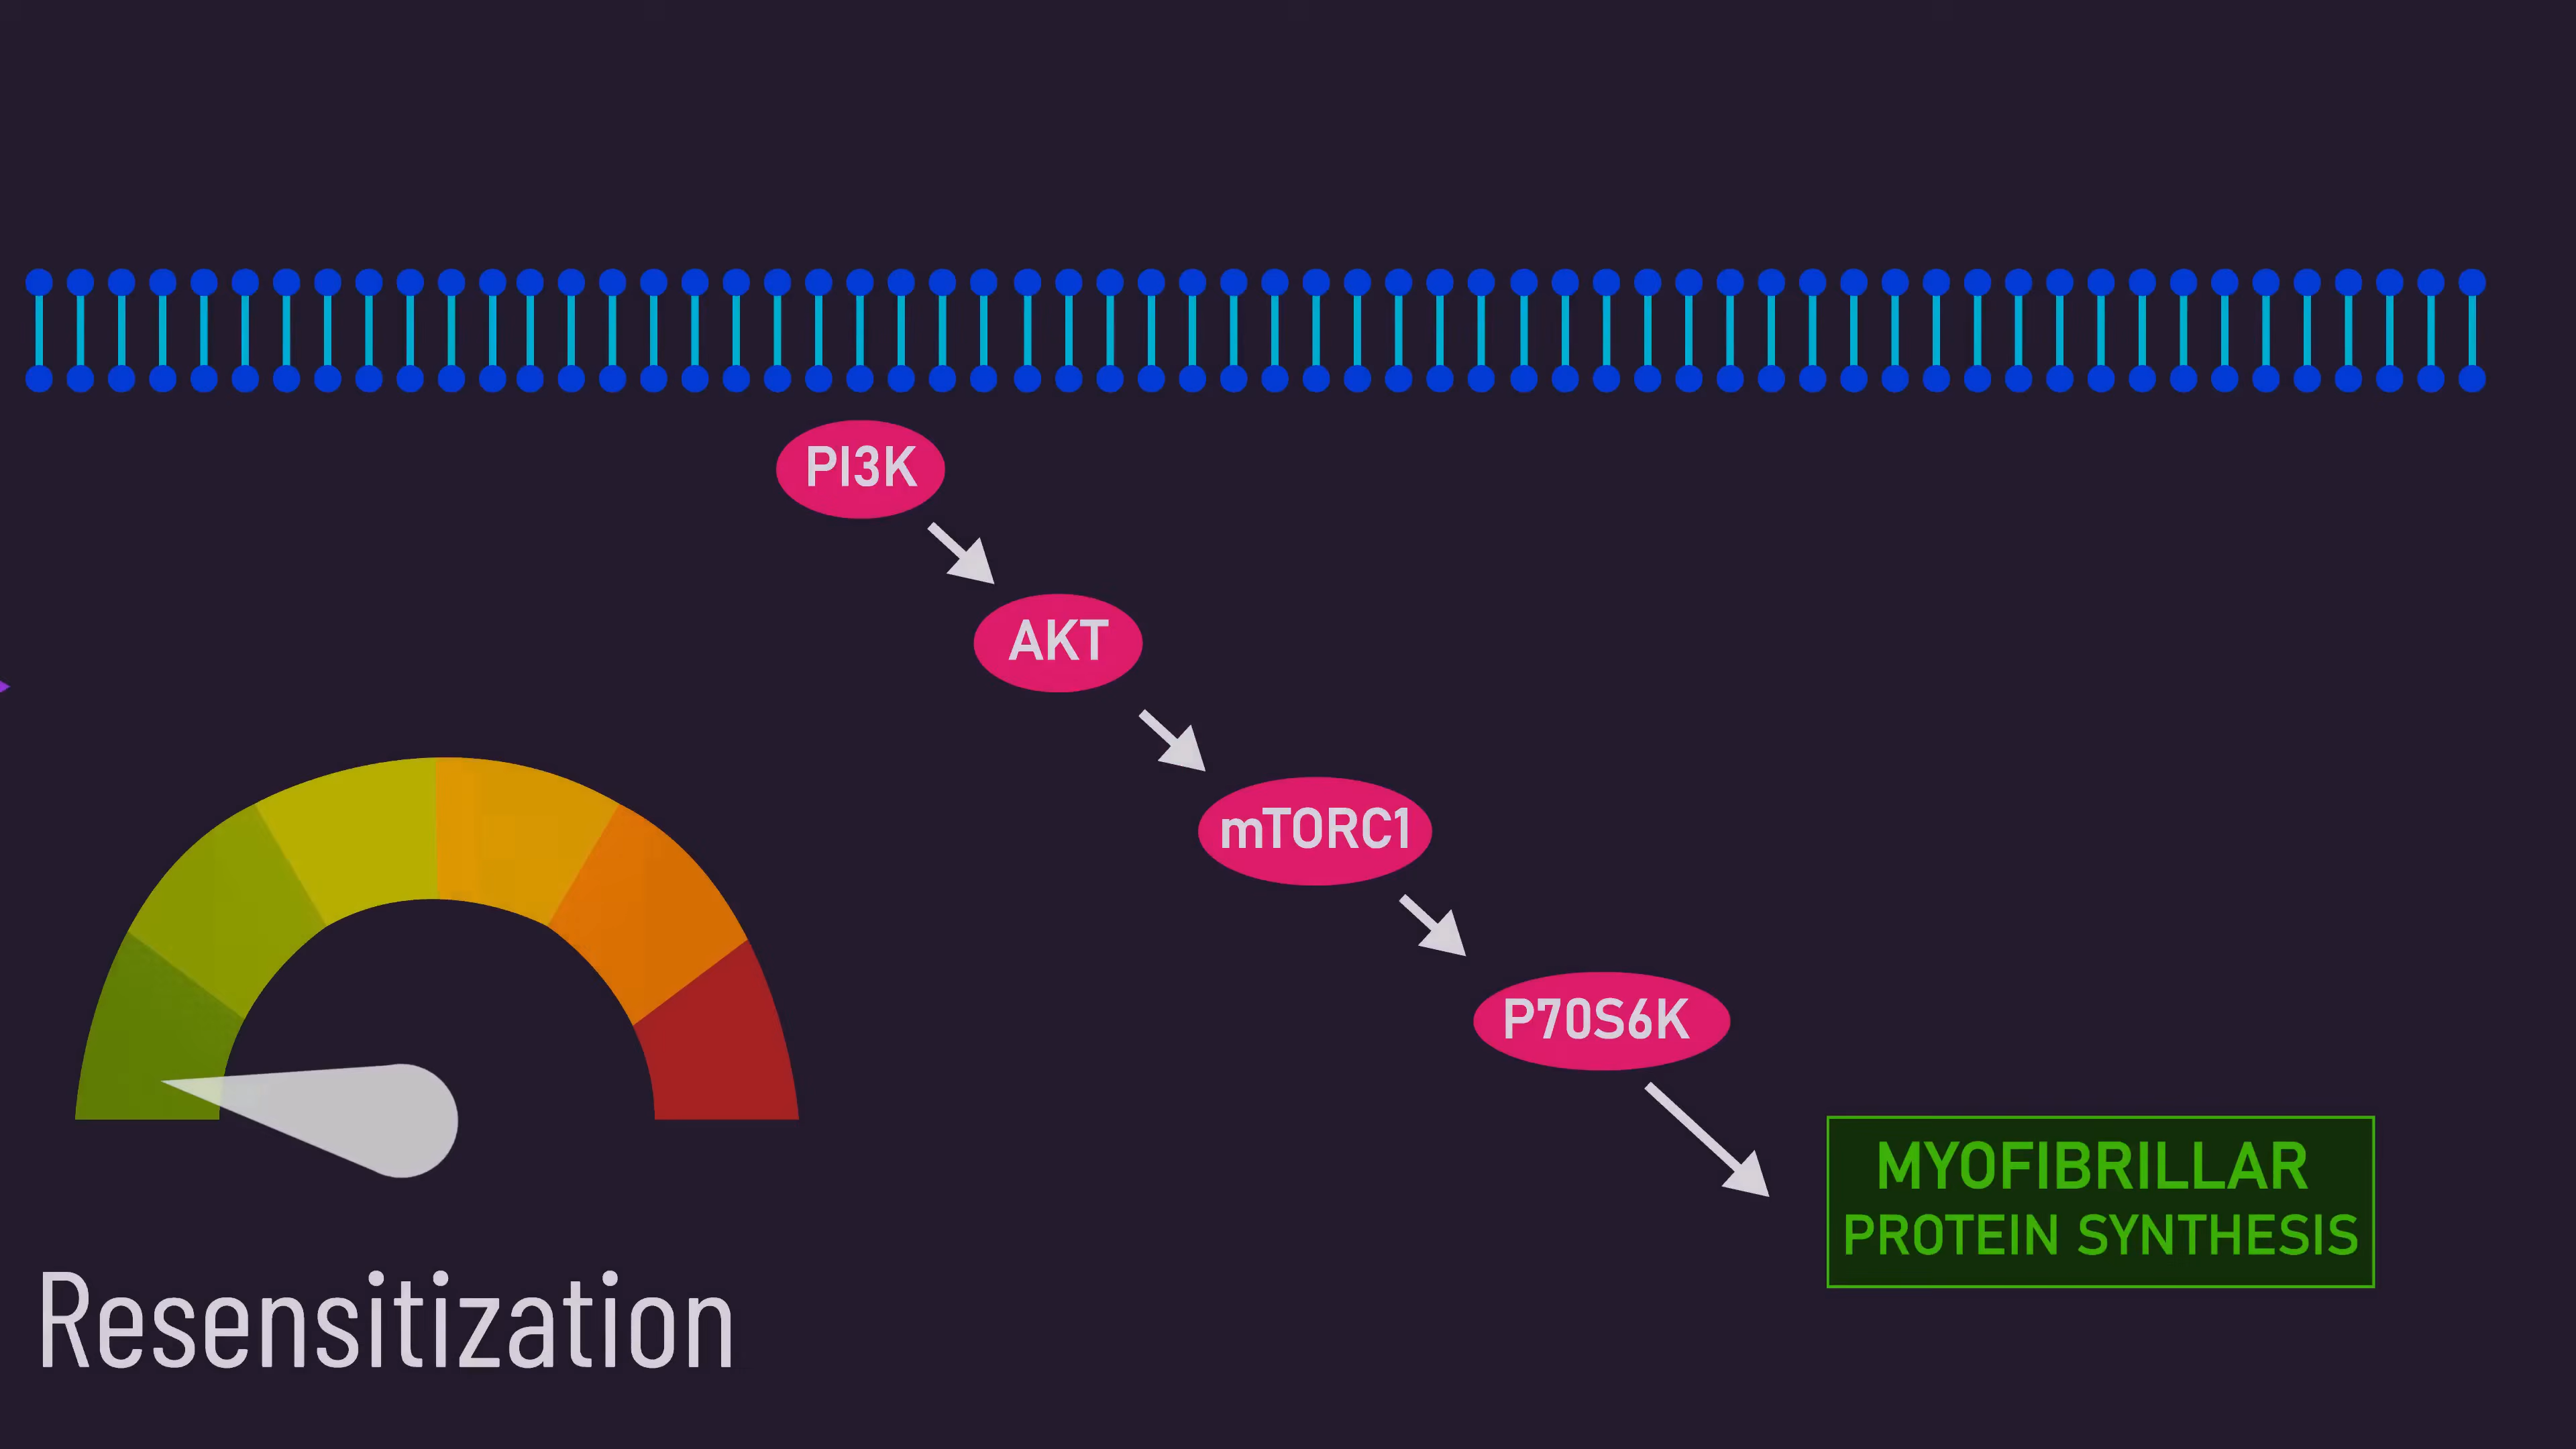 PI3K
AKT
mTORC1
P70S6K
MYOFIBRILLAR
PROTEIN SYNTHESIS
Resensitization